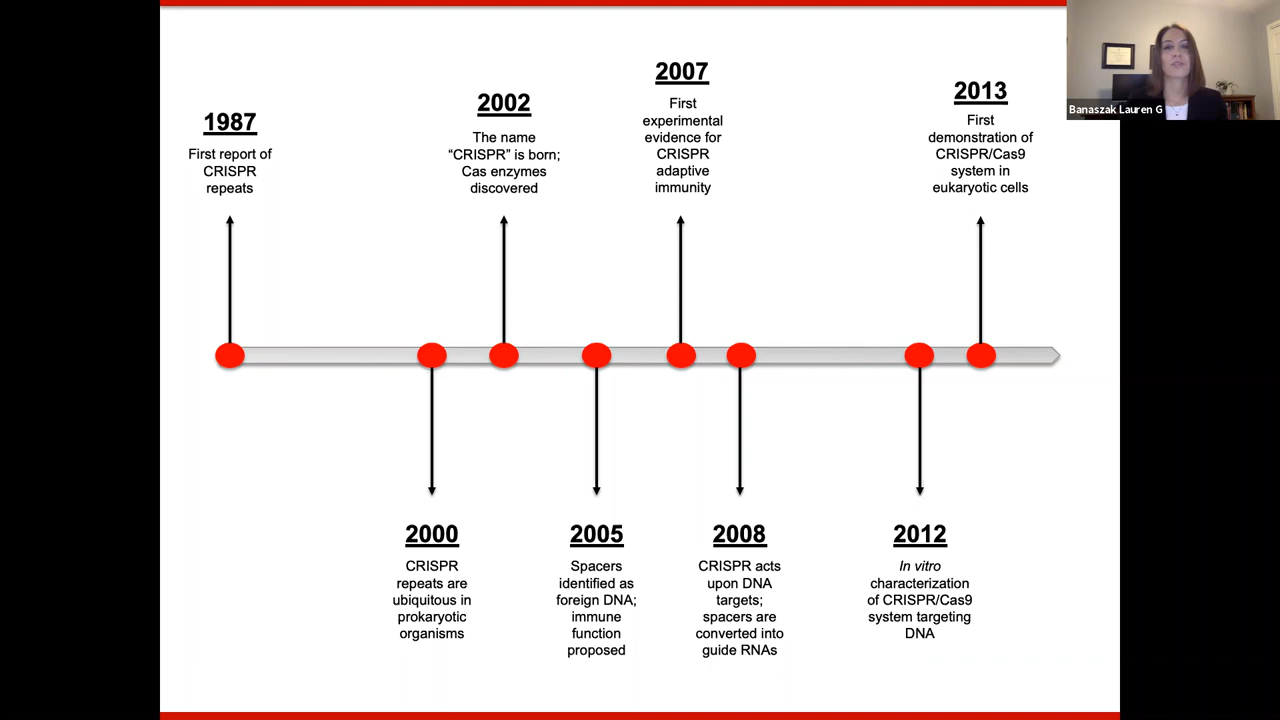 1987
First report of
CRISPR
repeats
2002
The name
“CRISPR” is born;
Cas enzymes
discovered
2007
First
experimental
evidence for
CRISPR
adaptive
immunity
2013
First
demonstration of
CRISPR/Cas9
system in
eukaryotic cells
Banaszak Lauren G
2000
CRISPR
repeats are
ubiquitous in
prokaryotic
organisms
2005
Spacers
identified as
foreign DNA;
immune
function
proposed
2008
CRISPR acts
upon DNA
targets;
spacers are
converted into
guide RNAs
2012
In vitro
characterization
of CRISPR/Cas9
system targeting
DNA